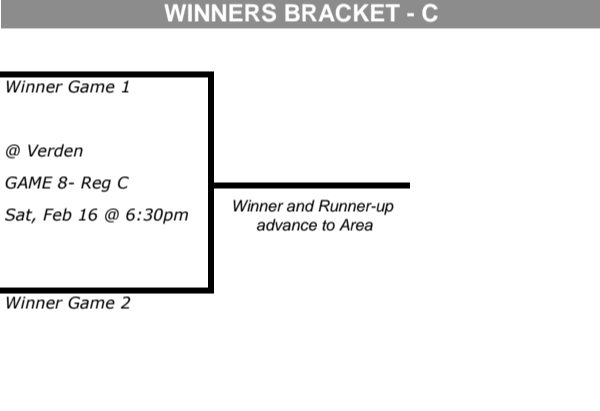 WINNERS BRACKET - C
Winner Game 1
@ Verden
GAME 8- Reg C
Sat, Feb 16 @ 6:30pm
Winner and Runner-up
advance to Area
Winner Game 2